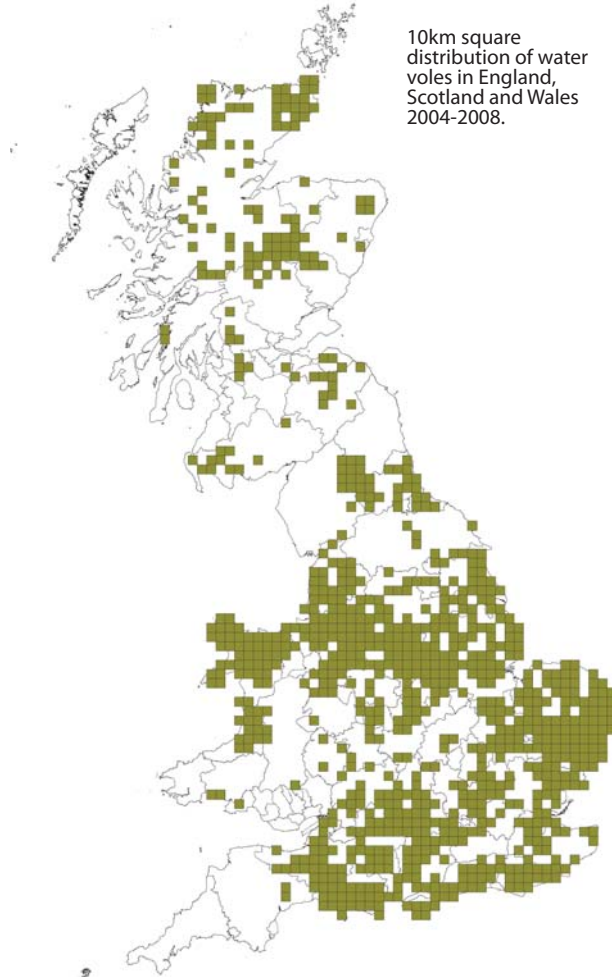 10km square
distribution of water
voles in England,
Scotland and Wales
2004-2008.